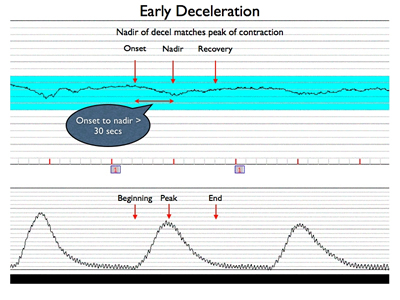 Early Deceleration
Nadir of decel matches peak of contraction
Onset Nadir Recovery
Onset to nadir >
30 secs
Beginning Peak End